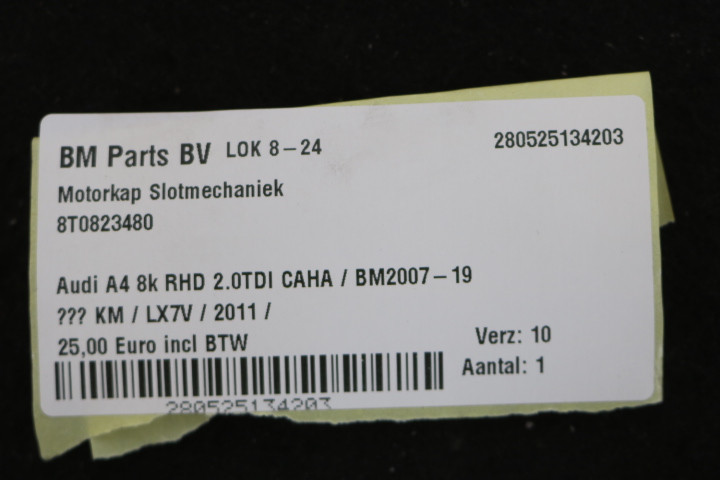 BM Parts BV LOK 8-24 280525134203
Motorkap Slotmechaniek
8T0823480
Audi A4 8k RHD 2.0TDI CAHA / BM2007-19
??? KM / LX7V / 2011 /
25,00 Euro incl BTW
Verz: 10
Aantal: 1
280525134203